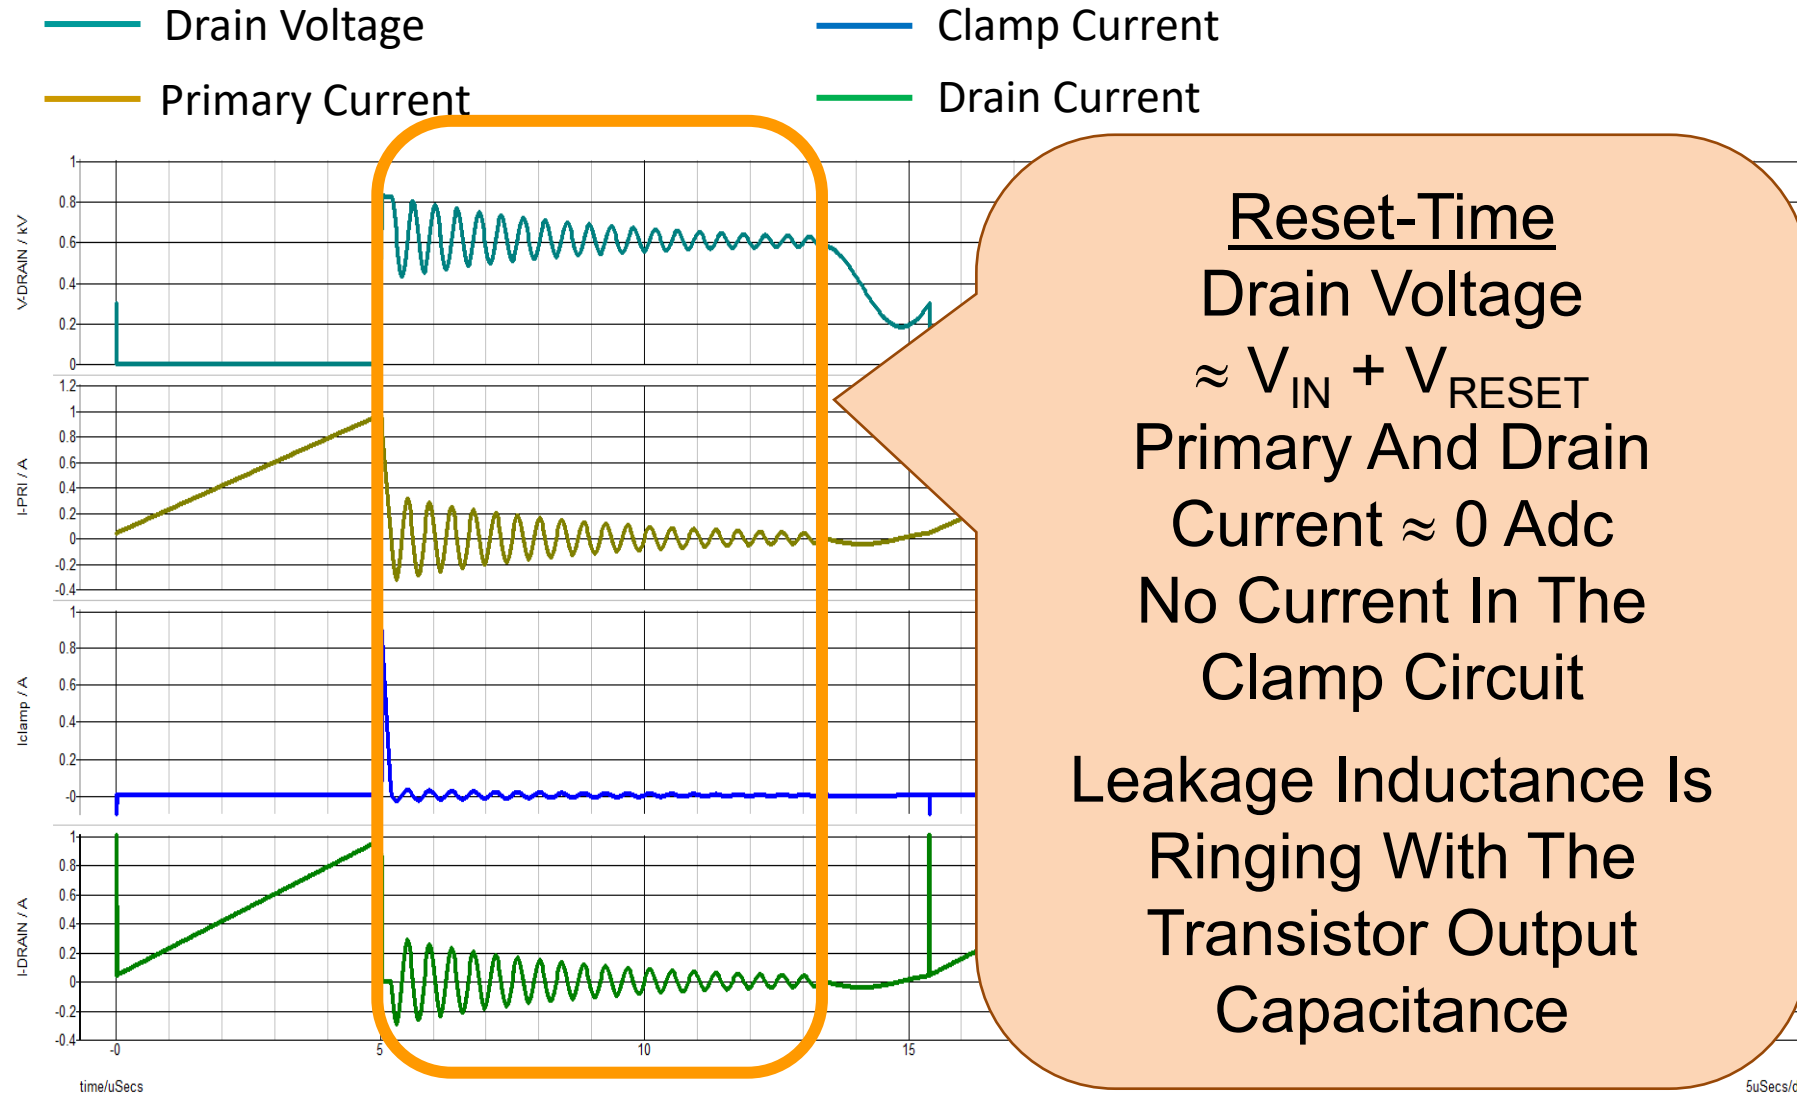 Drain Voltage
Clamp Current
Primary Current
Drain Current
V-DRAIN / kV
1
0.8
0.6
0.4
0.2
0
I-PRI / A
1.2
1
0.8
0.6
0.4
0.2
0
-0.2
-0.4
Iclamp / A
1
0.8
0.6
0.4
0.2
-0
I-DRAIN / A
1
0.8
0.6
0.4
0.2
0
-0.2
-0.4
-0
5
10
15
time/uSecs
5uSecs/d
Reset-Time
Drain Voltage
≈ VIN + VRESET
Primary And Drain
Current ≈ 0 Adc
No Current In The
Clamp Circuit
Leakage Inductance Is
Ringing With The
Transistor Output
Capacitance